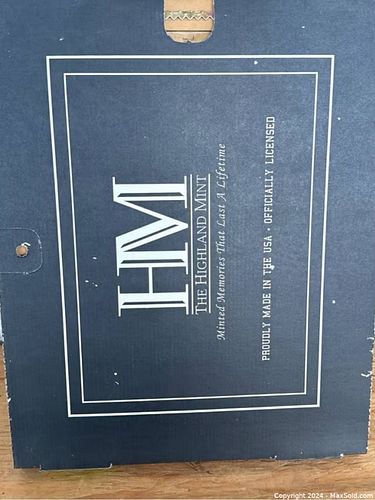 HM
THE HIGHLAND MINT
Minted Memories That Last A Lifetime
PROUDLY MADE IN THE USA • OFFICIALLY LICENSED
Copyright 2024 - MaxSold.com